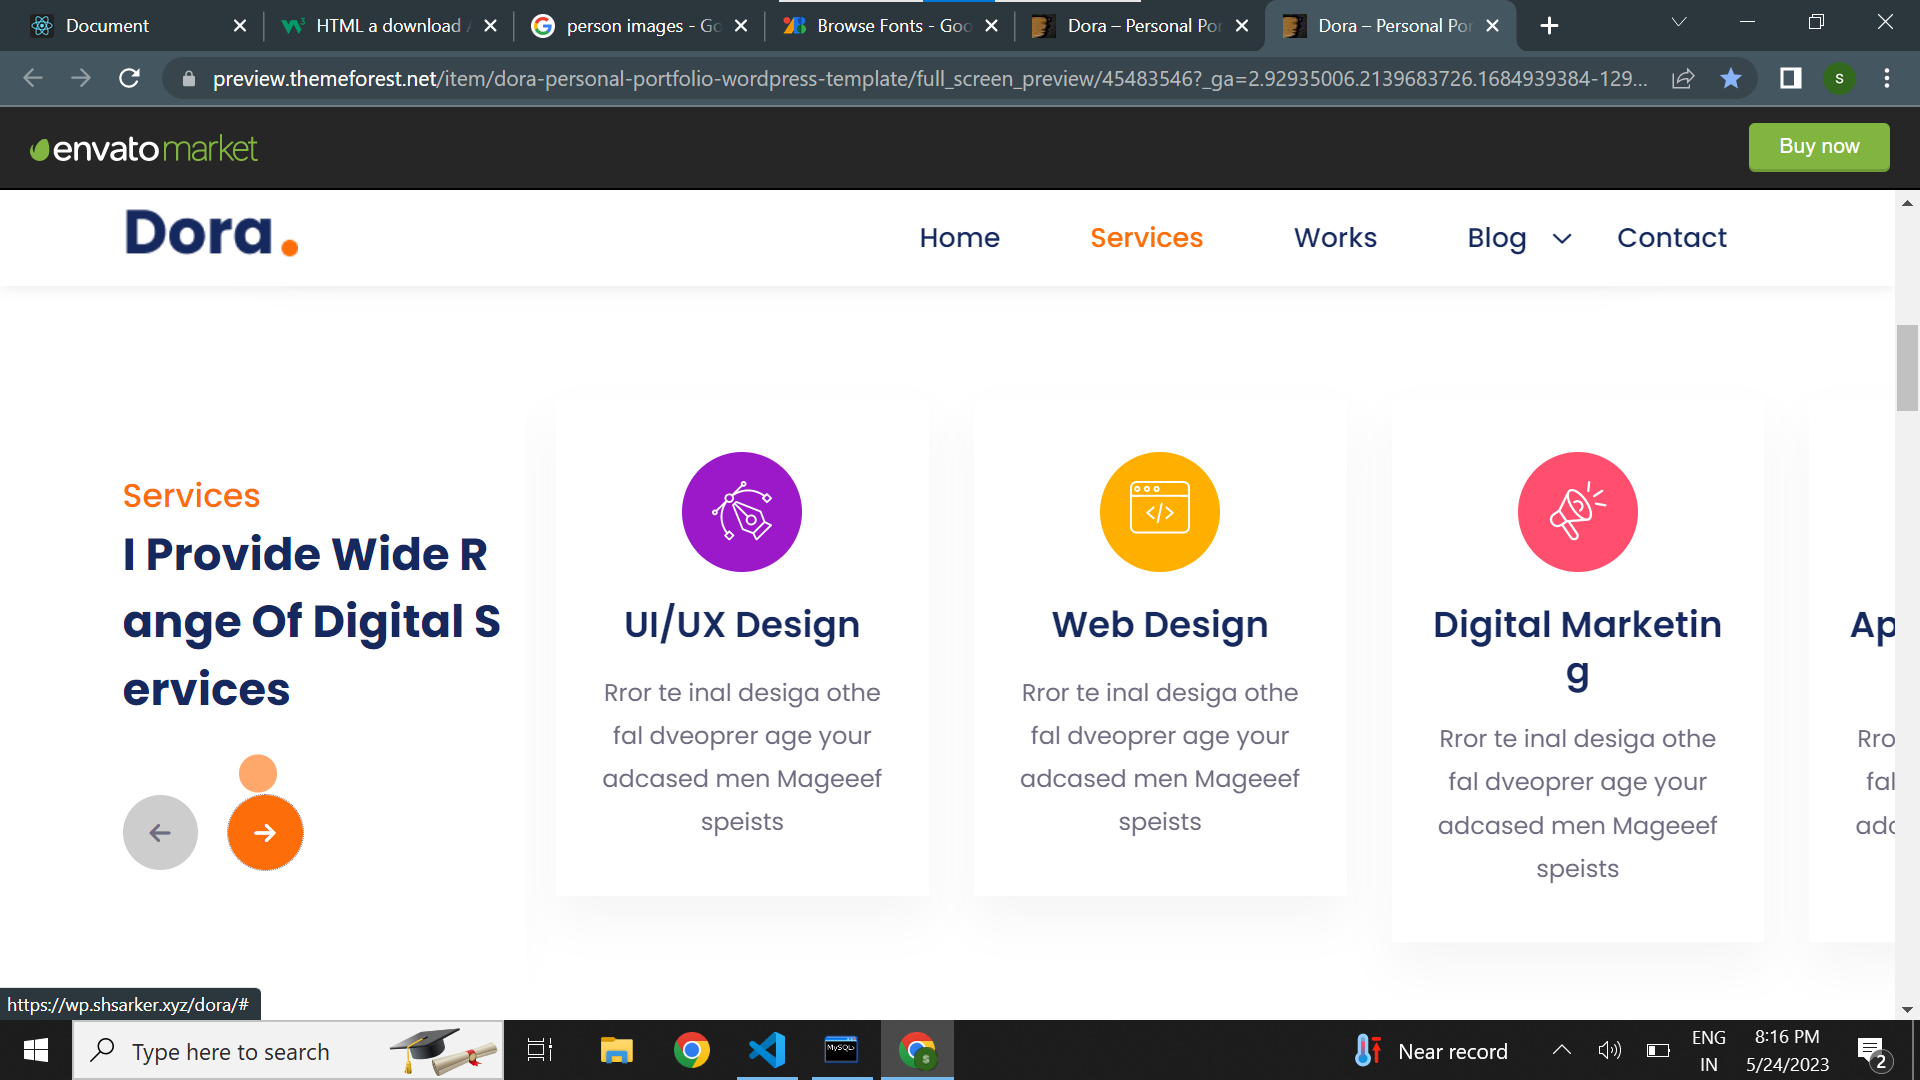 Document
HTML a download
person images - Go
Browse Fonts - Goo
Dora – Personal Por
Dora – Personal Por
preview.themeforest.net/item/dora-personal-portfolio-wordpress-template/full_screen_preview/45483546?_ga=2.92935006.2139683726.1684939384-129...
S
envato market
Buy now
Dora.
Home
Services
Works
Blog
Contact
Services
I Provide Wide R
ange Of Digital S
ervices
UI/UX Design
Rror te inal desiga othe
fal dveoprer age your
adcased men Mageeef
speists
Web Design
Rror te inal desiga othe
fal dveoprer age your
adcased men Mageeef
speists
Digital Marketin
g
Rror te inal desiga othe
fal dveoprer age your
adcased men Mageeef
speists
Ap
Rro
fal
adc
https://wp.shsarker.xyz/dora/#
Type here to search
MySQL
Near record
ENG
IN
8:16 PM
5/24/2023
2